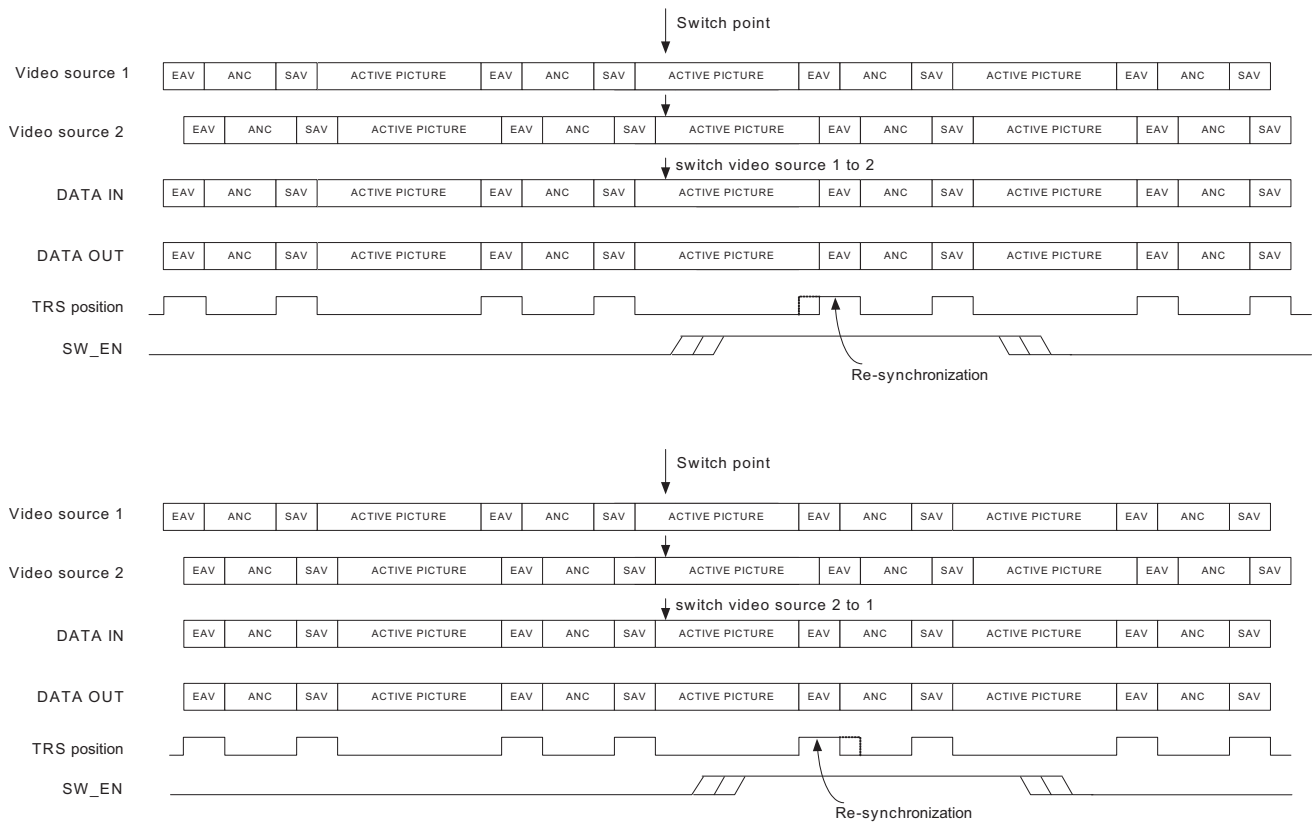 Switch point
Video source 1 EAV ANC SAV ACTIVE PICTURE EAV ANC SAV ACTIVE PICTURE EAV ANC SAV ACTIVE PICTURE EAV ANC SAV
Video source 2 EAV ANC SAV ACTIVE PICTURE EAV ANC SAV ACTIVE PICTURE EAV ANC SAV ACTIVE PICTURE EAV ANC SAV
switch video source 1 to 2
DATA IN EAV ANC SAV ACTIVE PICTURE EAV ANC SAV ACTIVE PICTURE EAV ANC SAV ACTIVE PICTURE EAV ANC SAV
DATA OUT EAV ANC SAV ACTIVE PICTURE EAV ANC SAV ACTIVE PICTURE EAV ANC SAV ACTIVE PICTURE EAV ANC SAV
TRS position
SW_EN
Re-synchronization
Switch point
Video source 1 EAV ANC SAV ACTIVE PICTURE EAV ANC SAV ACTIVE PICTURE EAV ANC SAV ACTIVE PICTURE EAV ANC SAV
Video source 2 EAV ANC SAV ACTIVE PICTURE EAV ANC SAV ACTIVE PICTURE EAV ANC SAV ACTIVE PICTURE EAV ANC SAV
switch video source 2 to 1
DATA IN EAV ANC SAV ACTIVE PICTURE EAV ANC SAV ACTIVE PICTURE EAV ANC SAV ACTIVE PICTURE EAV ANC SAV
DATA OUT EAV ANC SAV ACTIVE PICTURE EAV ANC SAV ACTIVE PICTURE EAV ANC SAV ACTIVE PICTURE EAV ANC SAV
TRS position
SW_EN
Re-synchronization